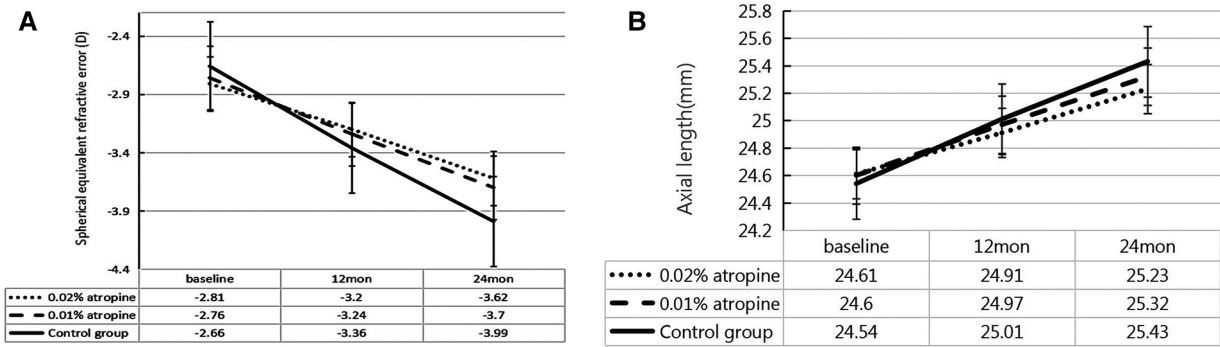 A
Spherical equivalent refractive error (D)
-2.4
-2.9
-3.4
-3.9
-4.4
baseline 12mon 24mon
0.02% atropine -2.81 -3.2 -3.62
0.01% atropine -2.76 -3.24 -3.7
Control group -2.66 -3.36 -3.99
B
Axial length(mm)
25.8
25.6
25.4
25.2
25
24.8
24.6
24.4
24.2
baseline 12mon 24mon
0.02% atropine 24.61 24.91 25.23
0.01% atropine 24.6 24.97 25.32
Control group 24.54 25.01 25.43